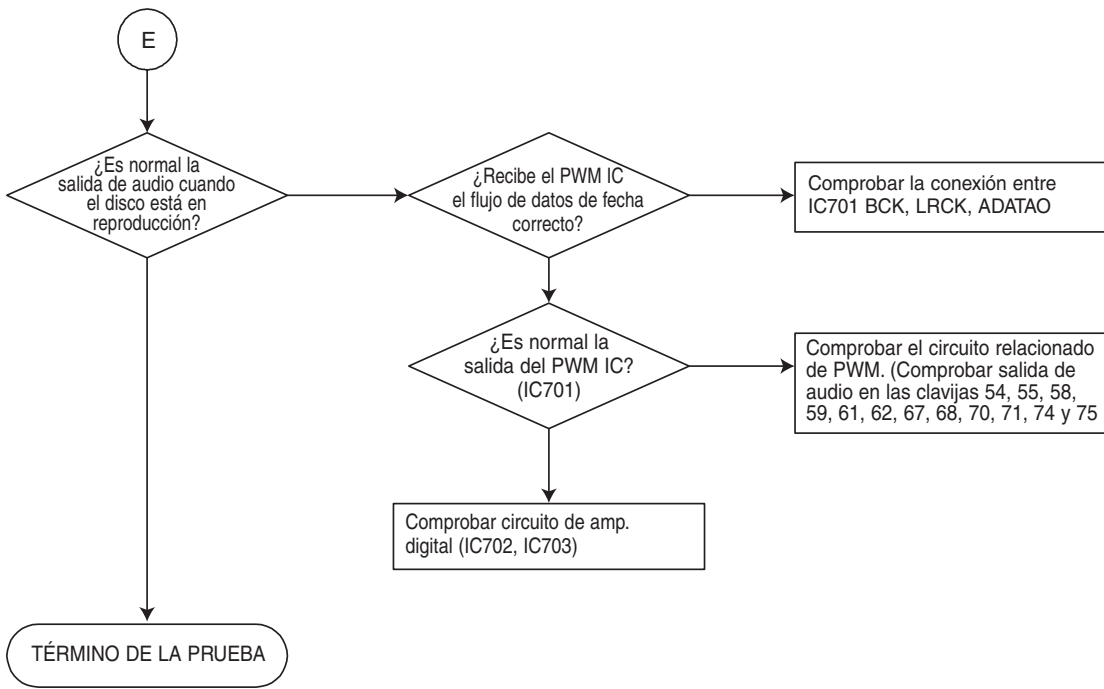 E
¿Es normal la
salida de audio cuando
el disco está en
reproducción?
¿Recibe el PWM IC
el flujo de datos de fecha
correcto?
Comprobar la conexión entre
IC701 BCK, LRCK, ADATAO
¿Es normal la
salida del PWM IC?
(IC701)
Comprobar el circuito relacionado
de PWM. (Comprobar salida de
audio en las clavijas 54, 55, 58,
59, 61, 62, 67, 68, 70, 71, 74 y 75
Comprobar circuito de amp.
digital (IC702, IC703)
TÉRMINO DE LA PRUEBA